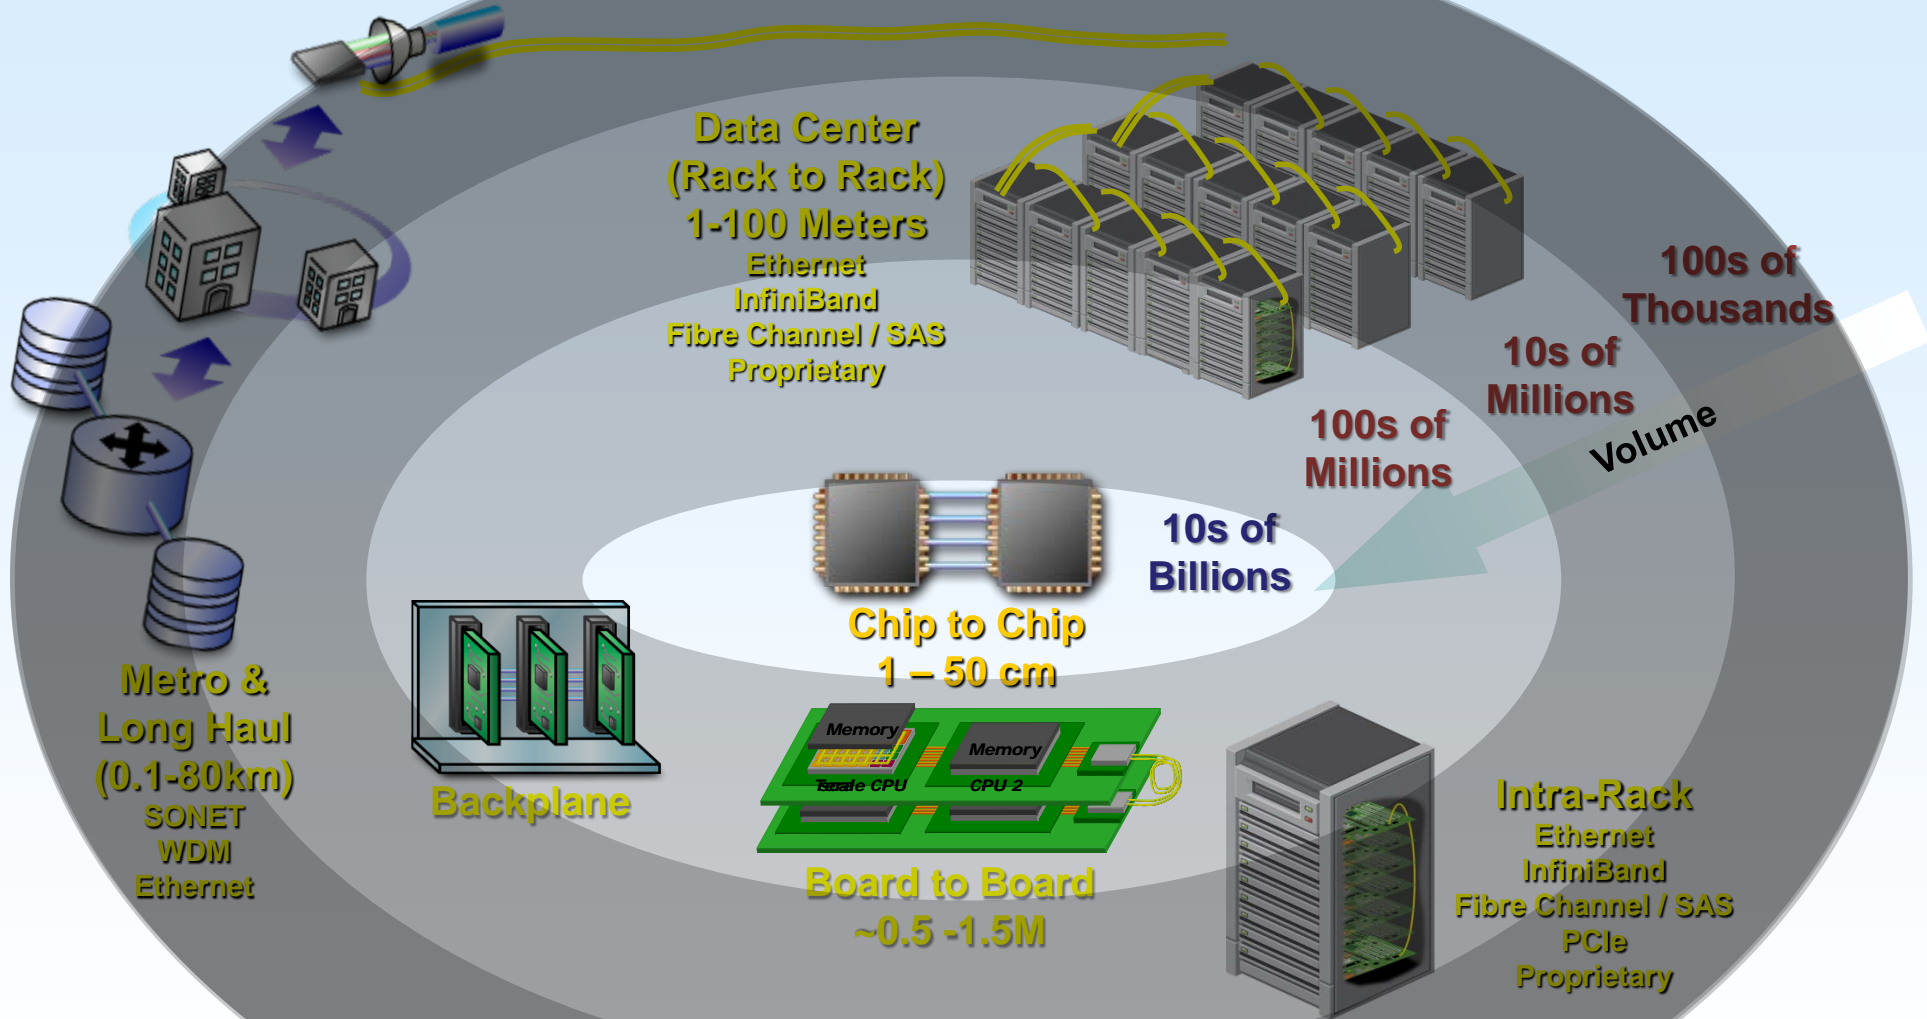 Data Center
(Rack to Rack)
1-100 Meters
Ethernet
InfiniBand
Fibre Channel / SAS
Proprietary
100s of
Thousands
10s of
Millions
100s of
Millions
Volume
10s of
Billions
Chip to Chip
1 – 50 cm
Metro &
Long Haul
(0.1-80km)
SONET
WDM
Ethernet
Backplane
Memory
Memory
CPU
CPU 2
Board to Board
~0.5 -1.5M
Intra-Rack
Ethernet
InfiniBand
Fibre Channel / SAS
PCIe
Proprietary